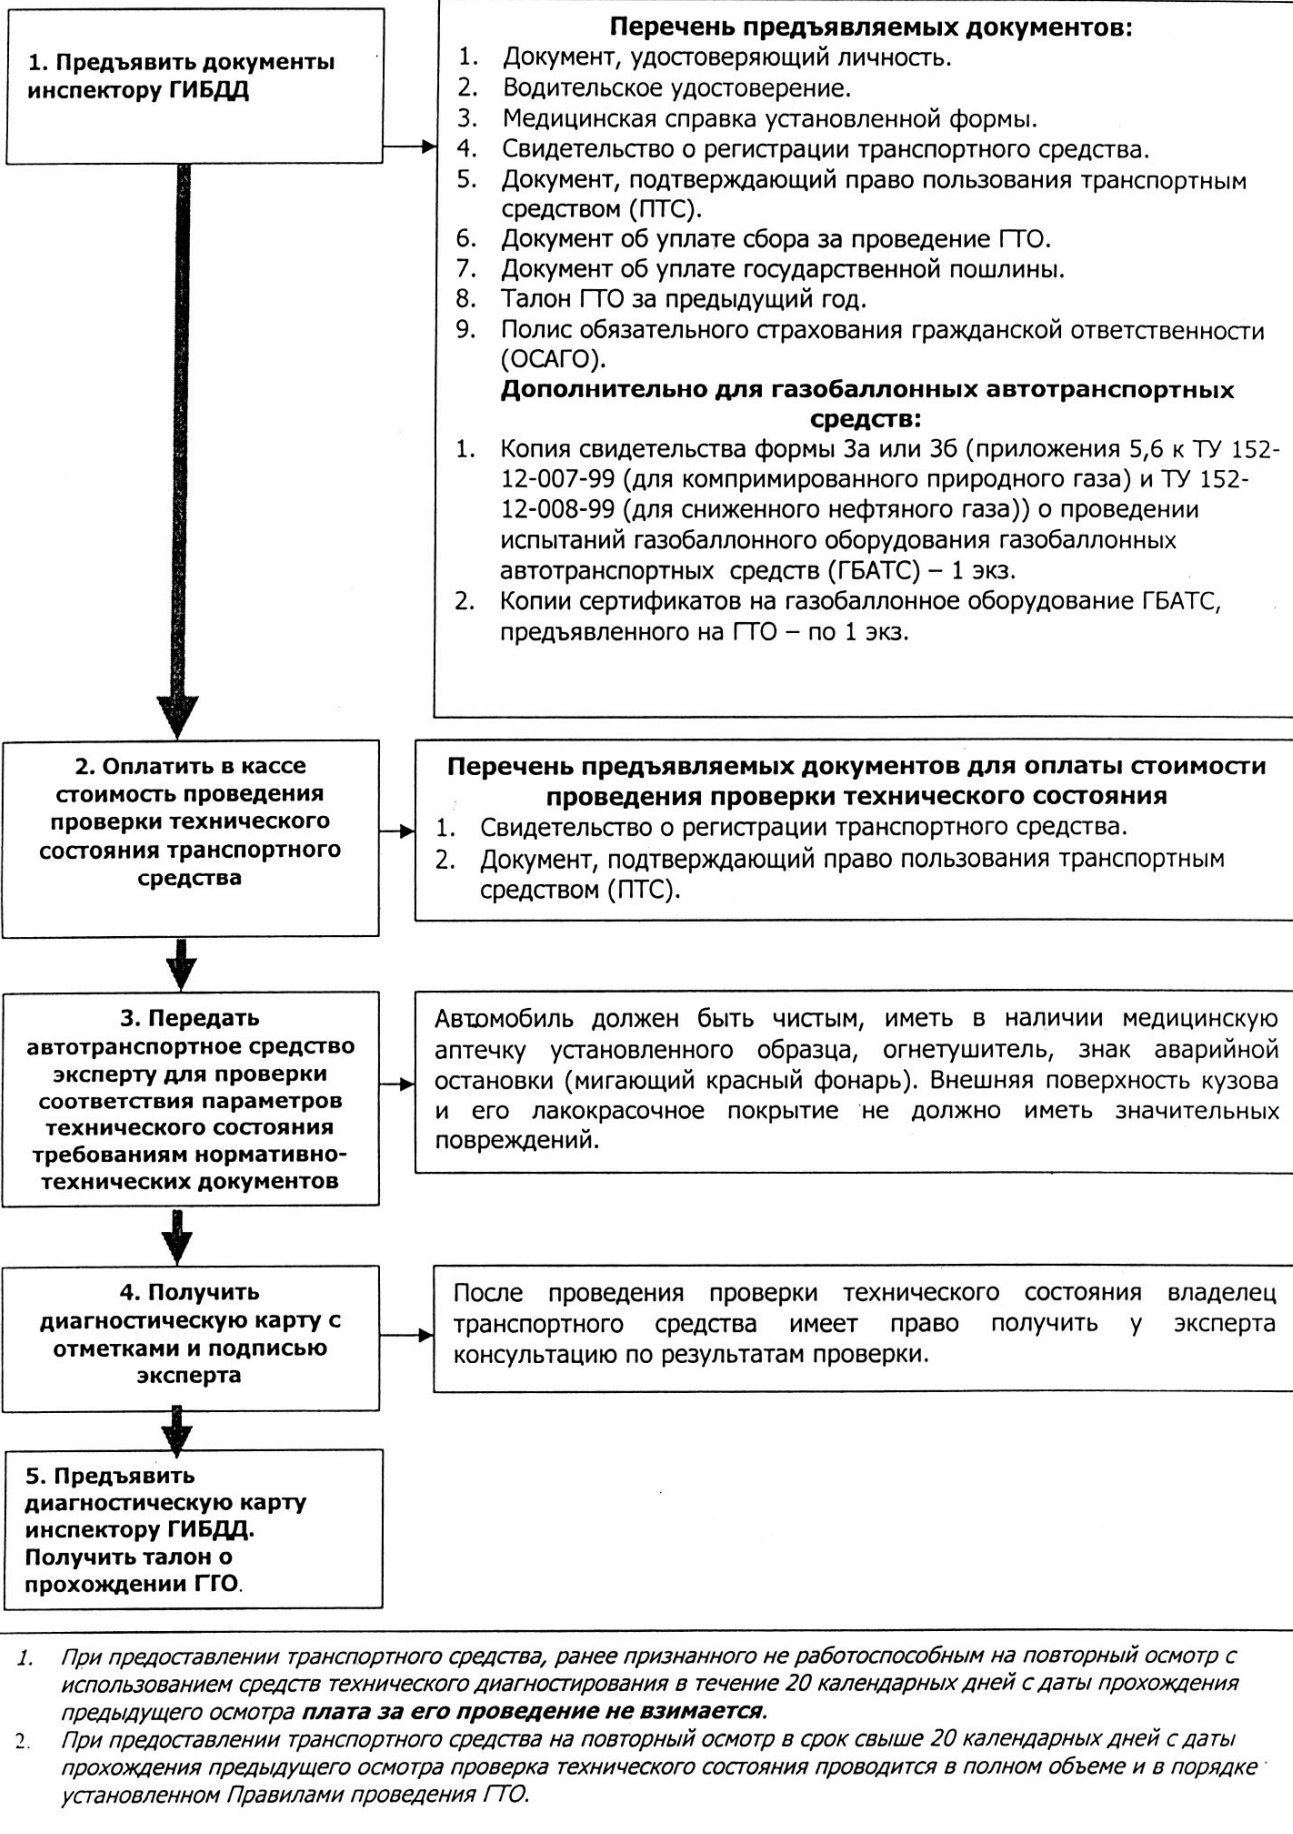 1. Предъявить документы
инспектору ГИБДД
Перечень предъявляемых документов:
1. Документ, удостоверяющий личность.
2. Водительское удостоверение.
3. Медицинская справка установленной формы.
4. Свидетельство о регистрации транспортного средства.
5. Документ, подтверждающий право пользования транспортным
средством (ПТС).
6. Документ об уплате сбора за проведение ГТО.
7. Документ об уплате государственной пошлины.
8. Талон ГТО за предыдущий год.
9. Полис обязательного страхования гражданской ответственности
(ОСАГО).
Дополнительно для газобаллонных автотранспортных
средств:
1. Копия свидетельства формы 3а или 3б (приложения 5,6 к ТУ 152-
12-007-99 (для компримированного природного газа) и ТУ 152-
12-008-99 (для сниженного нефтяного газа)) о проведении
испытаний газобаллонного оборудования газобаллонных
автотранспортных средств (ГБАТС) – 1 экз.
2. Копии сертификатов на газобаллонное оборудование ГБАТС,
предъявленного на ГТО – по 1 экз.
2. Оплатить в кассе
стоимость проведения
проверки технического
состояния транспортного
средства
Перечень предъявляемых документов для оплаты стоимости
проведения проверки технического состояния
1. Свидетельство о регистрации транспортного средства.
2. Документ, подтверждающий право пользования транспортным
средством (ПТС).
3. Передать
автотранспортное средство
эксперту для проверки
соответствия параметров
технического состояния
требованиям нормативно-
технических документов
Автомобиль должен быть чистым, иметь в наличии медицинскую
аптечку установленного образца, огнетушитель, знак аварийной
остановки (мигающий красный фонарь). Внешняя поверхность кузова
и его лакокрасочное покрытие не должно иметь значительных
повреждений.
4. Получить
диагностическую карту с
отметками и подписью
эксперта
После проведения проверки технического состояния владелец
транспортного средства имеет право получить у эксперта
консультацию по результатам проверки.
5. Предъявить
диагностическую карту
инспектору ГИБДД.
Получить талон о
прохождении ГТО.
1. При предоставлении транспортного средства, ранее признанного не работоспособным на повторный осмотр с
использованием средств технического диагностирования в течение 20 календарных дней с даты прохождения
предыдущего осмотра плата за его проведение не взимается.
2. При предоставлении транспортного средства на повторный осмотр в срок свыше 20 календарных дней с даты
прохождения предыдущего осмотра проверка технического состояния проводится в полном объеме и в порядке
установленном Правилами проведения ГТО.